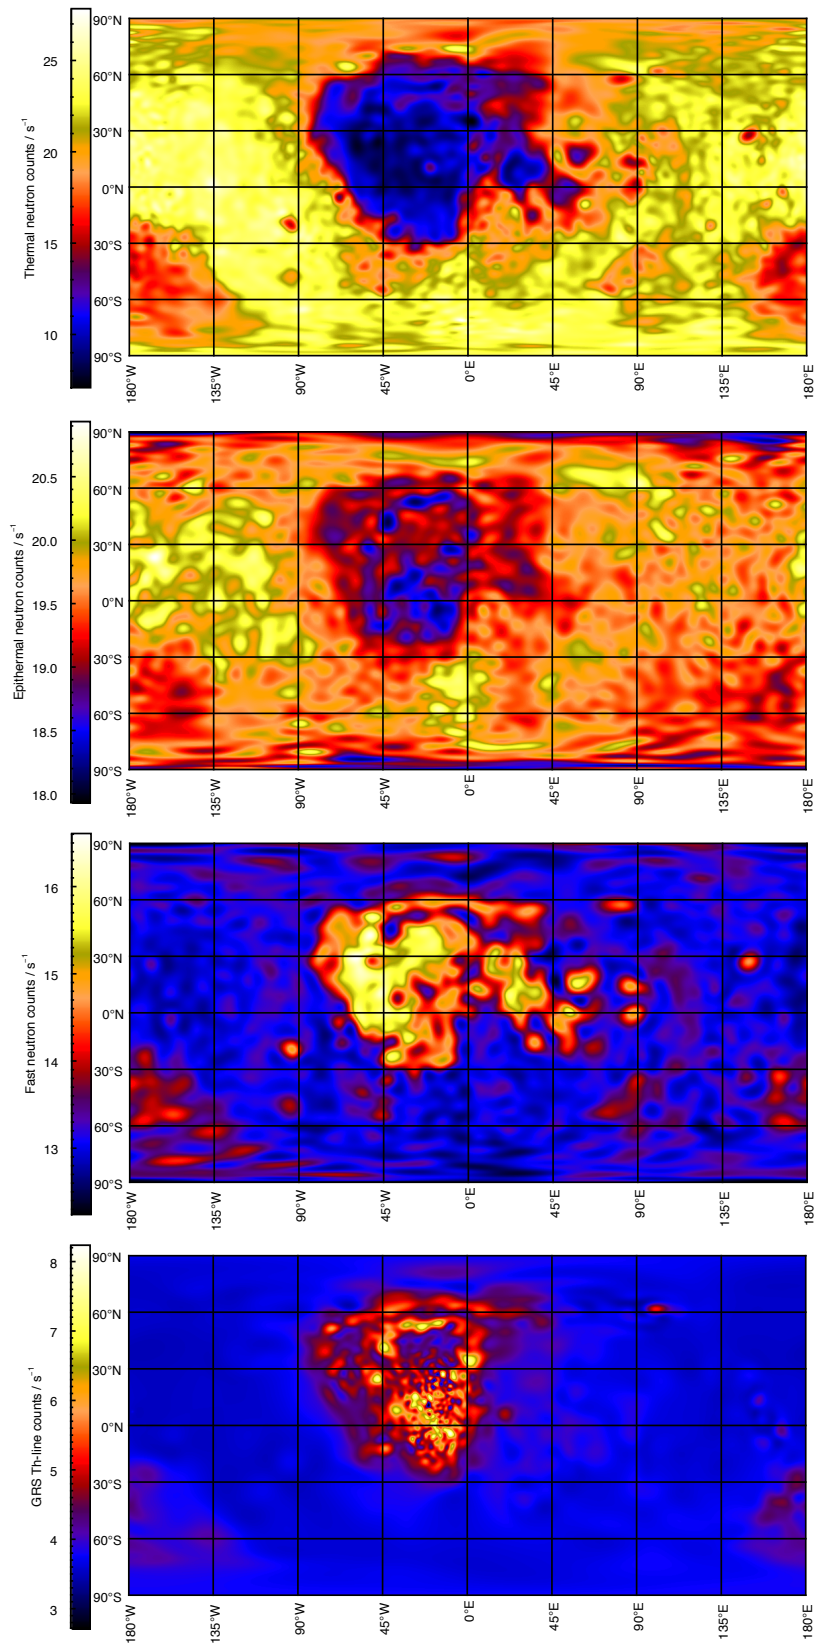 Thermal neutron counts / s⁻¹
25
20
15
10
90°N
60°N
30°N
0°N
30°S
60°S
90°S
180°W
135°W
90°W
45°W
0°E
45°E
90°E
135°E
180°E
Epithermal neutron counts / s⁻¹
20.5
20.0
19.5
19.0
18.5
18.0
90°N
60°N
30°N
0°N
30°S
60°S
90°S
180°W
135°W
90°W
45°W
0°E
45°E
90°E
135°E
180°E
Fast neutron counts / s⁻¹
16
15
14
13
90°N
60°N
30°N
0°N
30°S
60°S
90°S
180°W
135°W
90°W
45°W
0°E
45°E
90°E
135°E
180°E
GRS Th-line counts / s⁻¹
8
7
6
5
4
3
90°N
60°N
30°N
0°N
30°S
60°S
90°S
180°W
135°W
90°W
45°W
0°E
45°E
90°E
135°E
180°E